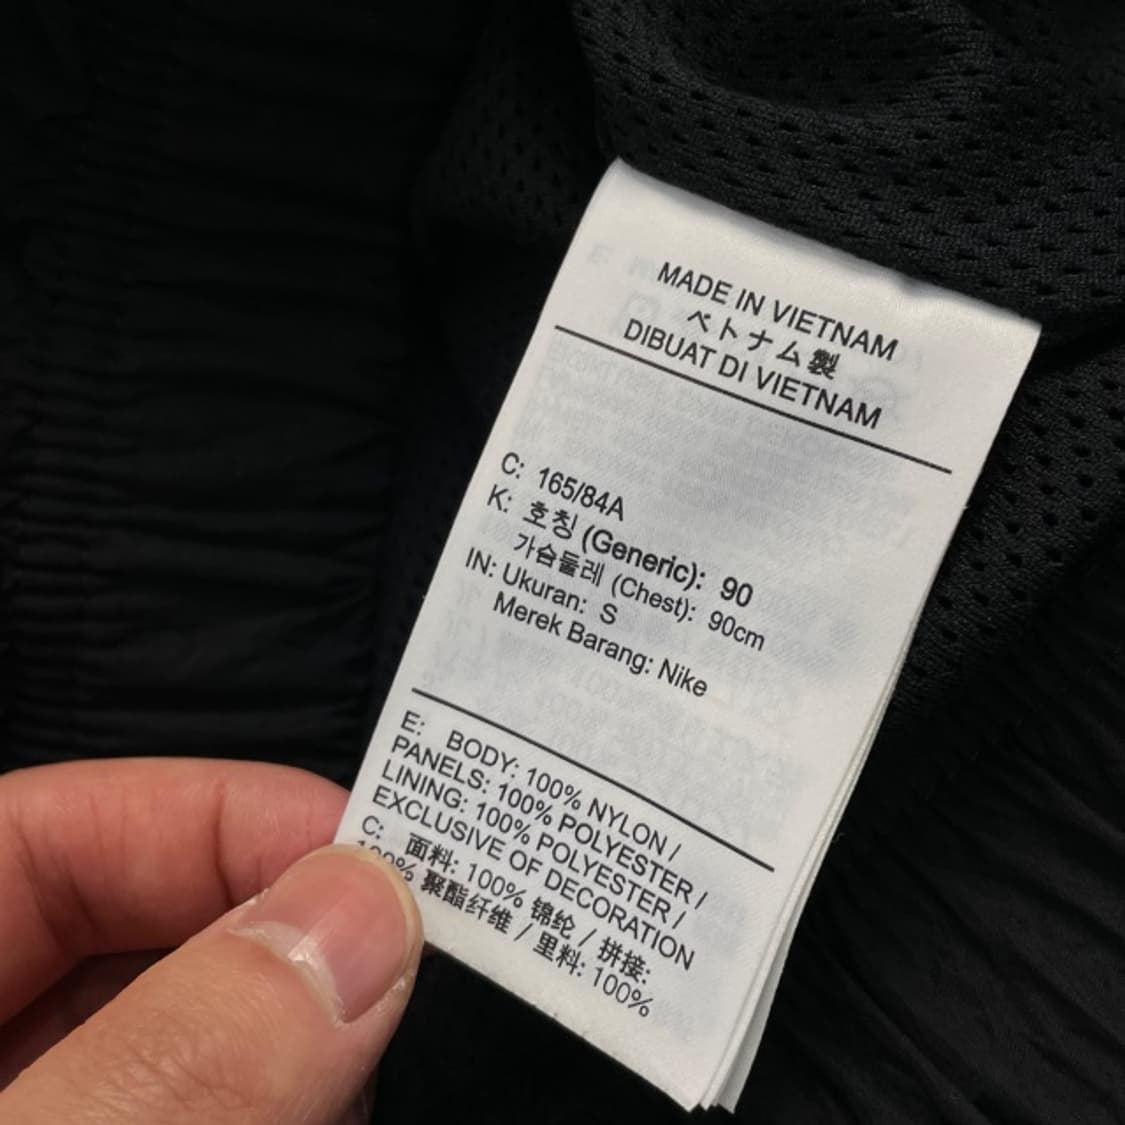 MADE IN VIETNAM
ベトナム製
DIBUAT DI VIETNAM
C: 165/84A
K: 호칭 (Generic): 90
가슴둘레 (Chest): 90cm
IN: Ukuran: S
Merek Barang: Nike
E: BODY: 100% NYLON /
PANELS: 100% POLYESTER /
LINING: 100% POLYESTER /
EXCLUSIVE OF DECORATION
C: 面料: 100% 锦纶 / 拼接:
100% 聚酯纤维 / 里料: 100%